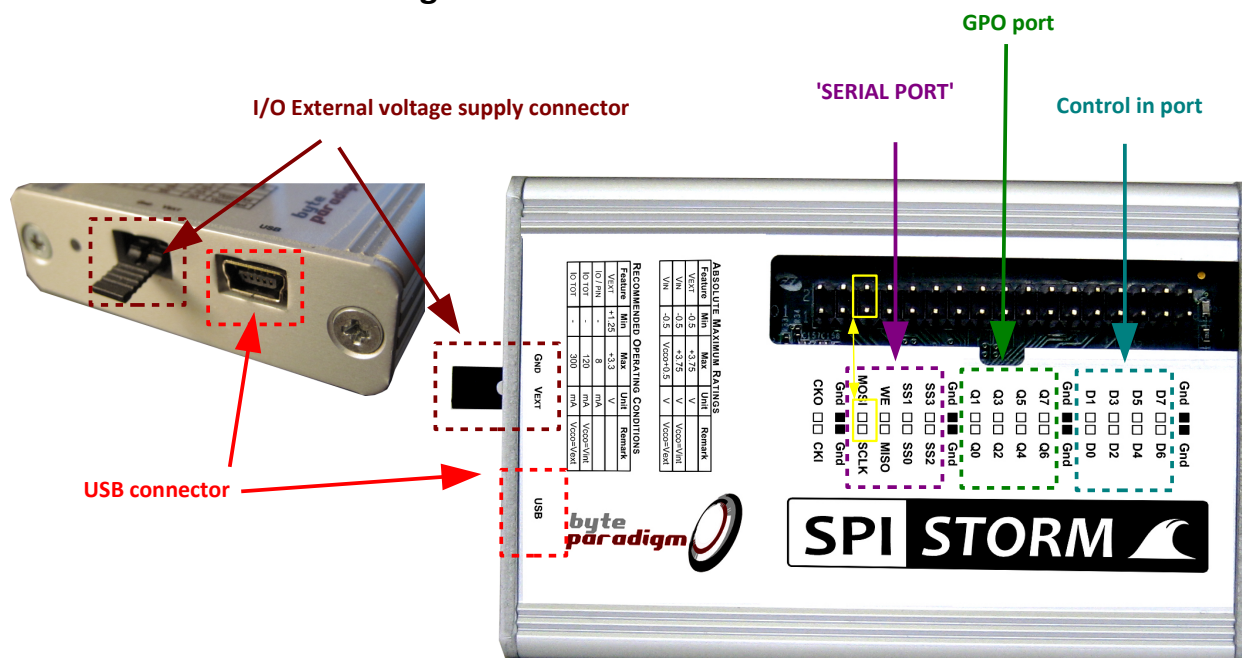 GPO port
'SERIAL PORT'
I/O External voltage supply connector
Control in port
USB connector
USB
byte
paradigm
GND VEXT
USB
ABSOLUTE MAXIMUM RATINGS
Feature Min Max Unit Remark
VEXT -0.5 +3.75 V
VIN -0.5 +3.75 V VCCO=VINT
VIN -0.5 VCCO+0.5 V VCCO=VEXT
RECOMMENDED OPERATING CONDITIONS
Feature Min Max Unit Remark
VEXT +1.25 +3.3 V
IO / PIN - 8 mA
IO TOT - 120 mA VCCO=VINT
IO TOT - 300 mA VCCO=VEXT
2
1
CKO CKI
Gnd Gnd
MOSI SCLK
WE MISO
SS1 SS0
SS3 SS2
Gnd Gnd
Q1 Q0
Q3 Q2
Q5 Q4
Q7 Q6
Gnd Gnd
D1 D0
D3 D2
D5 D4
D7 D6
Gnd Gnd
byte
paradigm
SPI STORM